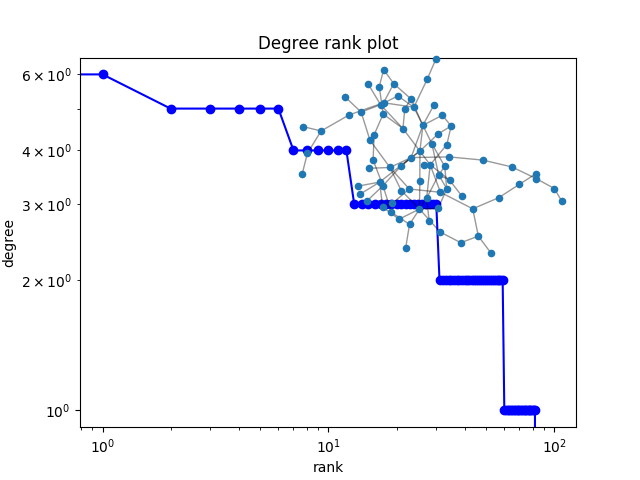 Degree rank plot
6 × 10⁰
4 × 10⁰
3 × 10⁰
2 × 10⁰
10⁰
degree
10⁰ 10¹ 10²
rank